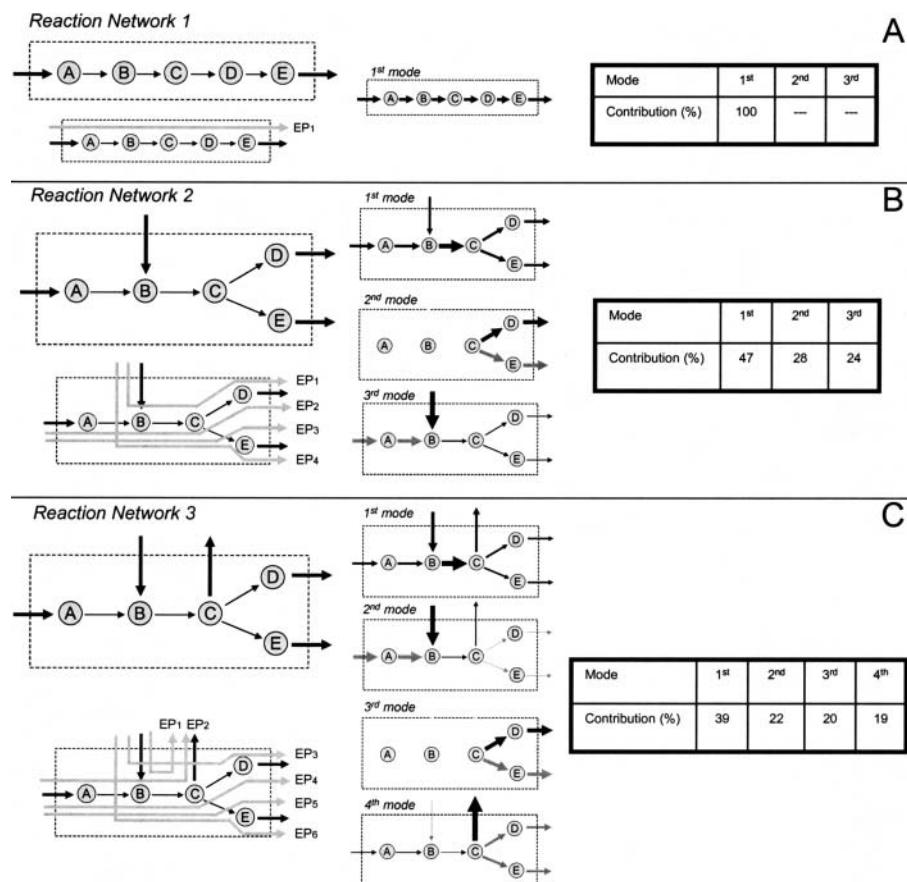 Reaction Network 1
A
A B C D E
1st mode
A B C D E
Mode 1st 2nd 3rd
Contribution (%) 100 --- ---
EP1
A B C D E
Reaction Network 2
B
1st mode
D
A B C
E
D
A B C
E
2nd mode
D
A B C
E
Mode 1st 2nd 3rd
Contribution (%) 47 28 24
EP1
D
EP2
A B C
EP3
E
EP4
3rd mode
D
A B C
E
Reaction Network 3
C
1st mode
D
A B C
E
D
A B C
E
2nd mode
D
A B C
E
Mode 1st 2nd 3rd 4th
Contribution (%) 39 22 20 19
3rd mode
D
A B C
E
EP1 EP2
EP3
D
EP4
A B C
EP5
E
EP6
4th mode
D
A B C
E